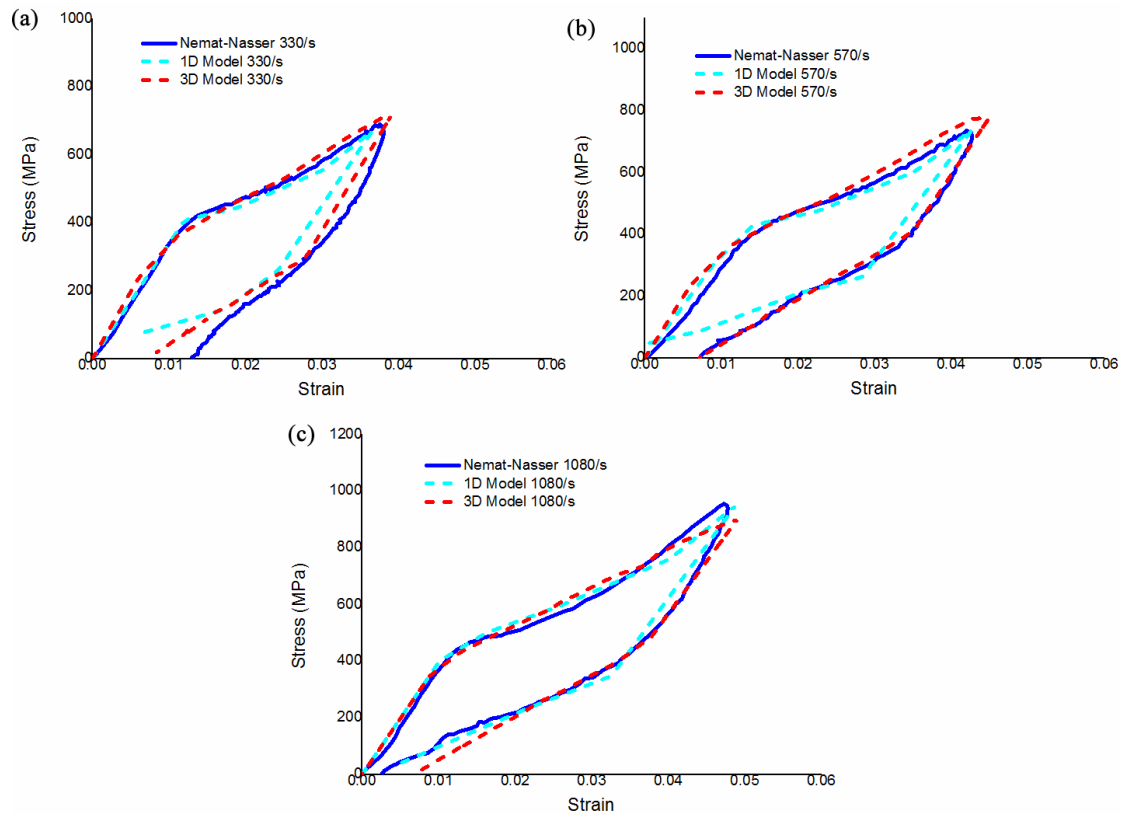 (a)
1000
800
600
400
200
0
Stress (MPa)
Nemat-Nasser 330/s
1D Model 330/s
3D Model 330/s
0.00 0.01 0.02 0.03 0.04 0.05 0.06
Strain
(b)
1000
800
600
400
200
0
Stress (MPa)
Nemat-Nasser 570/s
1D Model 570/s
3D Model 570/s
0.00 0.01 0.02 0.03 0.04 0.05 0.06
Strain
(c)
1200
1000
800
600
400
200
0
Stress (MPa)
Nemat-Nasser 1080/s
1D Model 1080/s
3D Model 1080/s
0.00 0.01 0.02 0.03 0.04 0.05 0.06
Strain